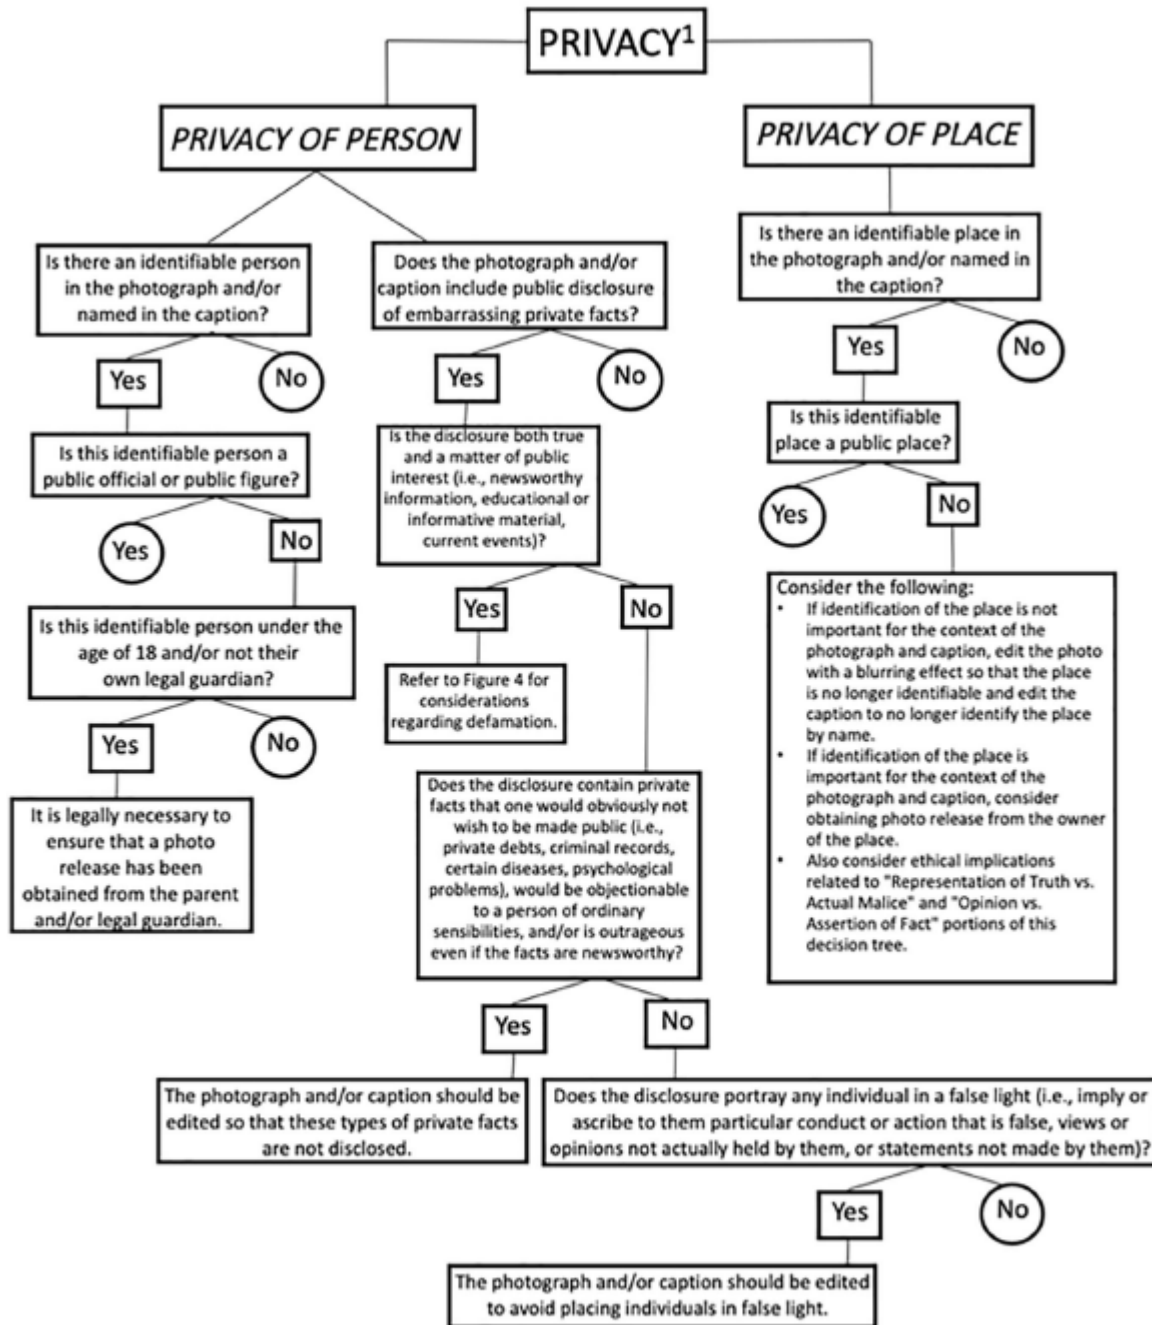 PRIVACY¹
PRIVACY OF PERSON
PRIVACY OF PLACE
Is there an identifiable person
in the photograph and/or
named in the caption?
Does the photograph and/or
caption include public disclosure
of embarrassing private facts?
Is there an identifiable place in
the photograph and/or named in
the caption?
Yes
No
Yes
No
Yes
No
Is this identifiable person a
public official or public figure?
Is the disclosure both true
and a matter of public
interest (i.e., newsworthy
information, educational or
informative material,
current events)?
Is this identifiable
place a public place?
Yes
No
Yes
No
Yes
No
Is this identifiable person under the
age of 18 and/or not their
own legal guardian?
Refer to Figure 4 for
considerations
regarding defamation.
Consider the following:
• If identification of the place is not
important for the context of the
photograph and caption, edit the photo
with a blurring effect so that the place
is no longer identifiable and edit the
caption to no longer identify the place
by name.
• If identification of the place is
important for the context of the
photograph and caption, consider
obtaining photo release from the owner
of the place.
• Also consider ethical implications
related to "Representation of Truth vs.
Actual Malice" and "Opinion vs.
Assertion of Fact" portions of this
decision tree.
Yes
No
It is legally necessary to
ensure that a photo
release has been
obtained from the parent
and/or legal guardian.
Does the disclosure contain private
facts that one would obviously not
wish to be made public (i.e.,
private debts, criminal records,
certain diseases, psychological
problems), would be objectionable
to a person of ordinary
sensibilities, and/or is outrageous
even if the facts are newsworthy?
Yes
No
The photograph and/or caption should be
edited so that these types of private facts
are not disclosed.
Does the disclosure portray any individual in a false light (i.e., imply or
ascribe to them particular conduct or action that is false, views or
opinions not actually held by them, or statements not made by them)?
Yes
No
The photograph and/or caption should be edited
to avoid placing individuals in false light.